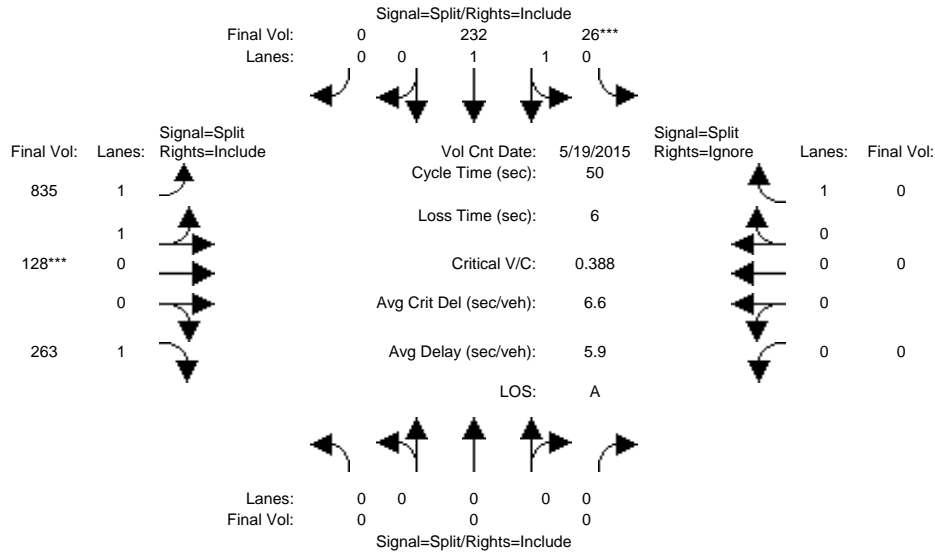 Signal=Split/Rights=Include
Final Vol: 0 232 26***
Lanes: 0 0 1 1 0
Signal=Split Signal=Split
Final Vol: Lanes: Rights=Include Vol Cnt Date: 5/19/2015 Rights=Ignore Lanes: Final Vol:
Cycle Time (sec): 50
835 1 1 0
Loss Time (sec): 6
1 0
128*** 0 Critical V/C: 0.388 0 0
0 Avg Crit Del (sec/veh): 6.6 0
263 1 Avg Delay (sec/veh): 5.9 0 0
LOS: A
Lanes: 0 0 0 0 0
Final Vol: 0 0 0
Signal=Split/Rights=Include